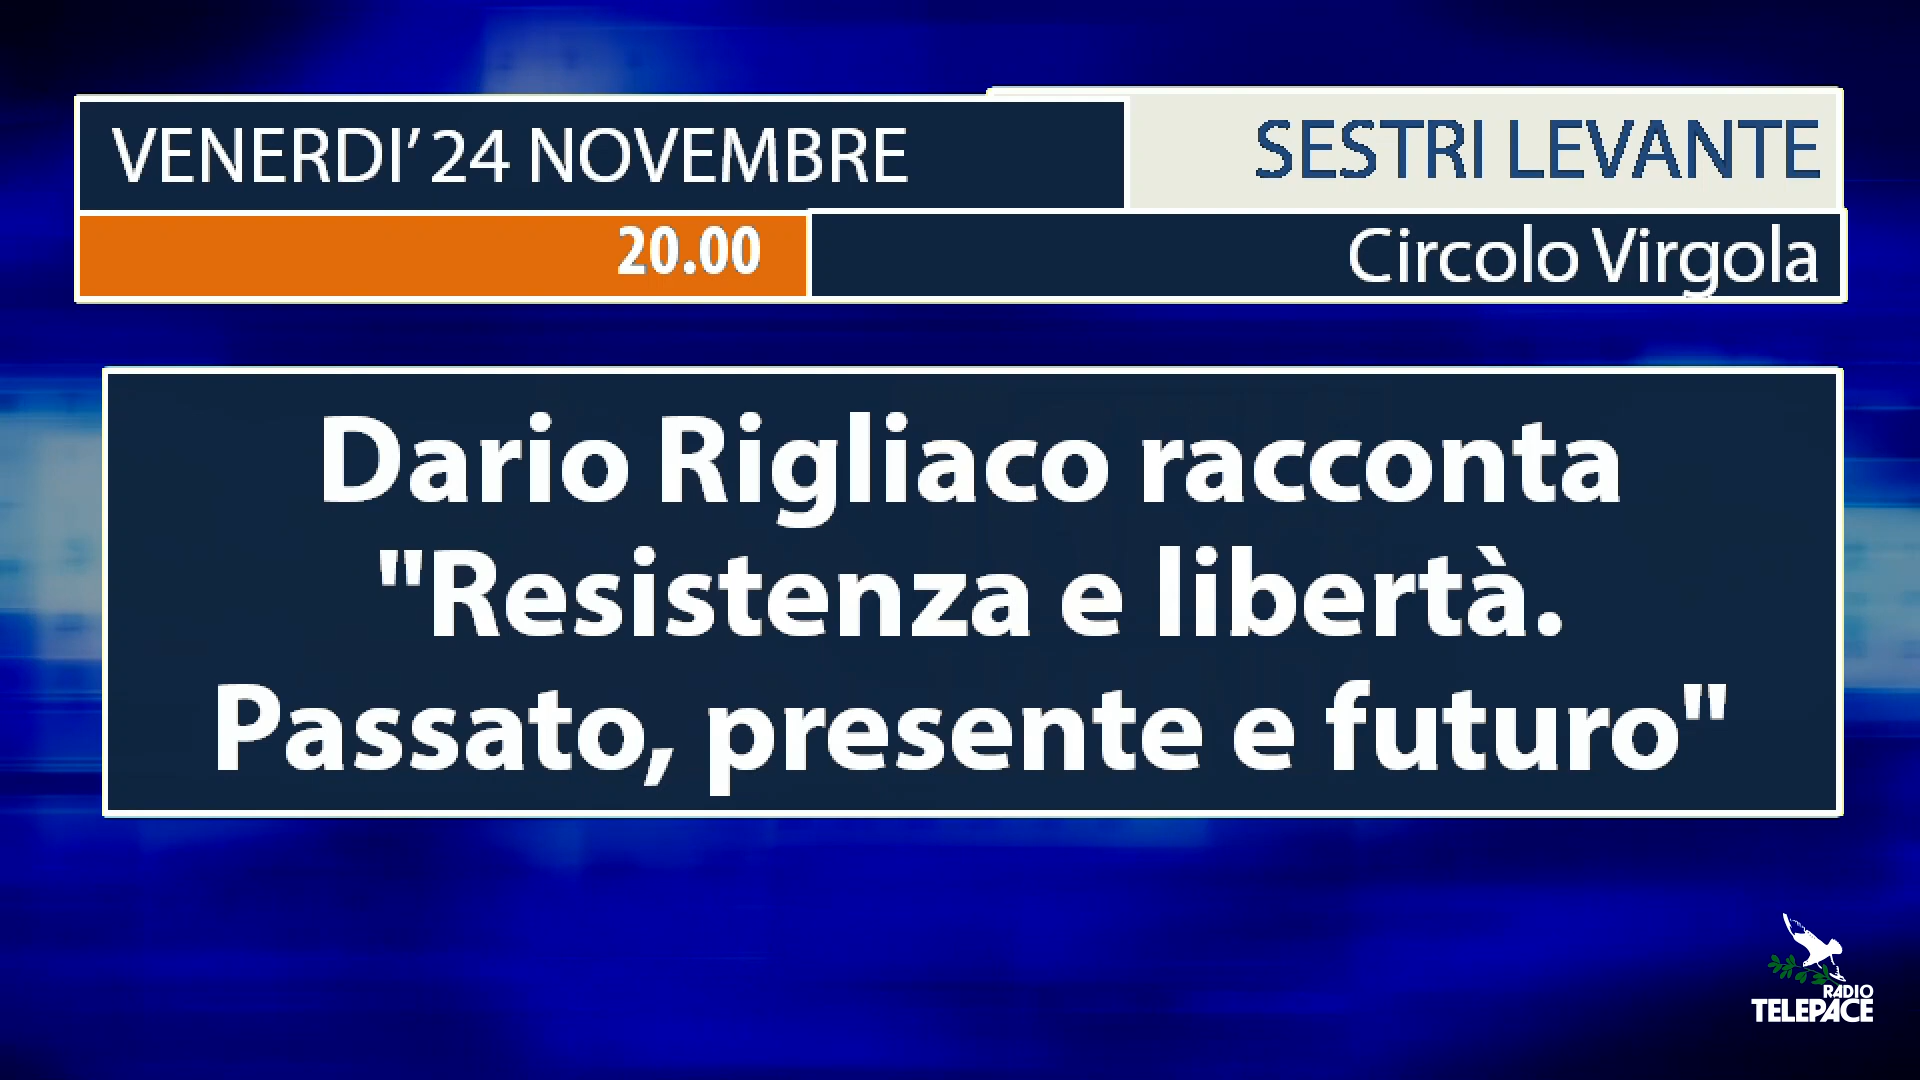 VENERDI’ 24 NOVEMBRE
SESTRI LEVANTE
20.00
Circolo Virgola
Dario Rigliaco racconta
"Resistenza e libertà.
Passato, presente e futuro"
RADIO
TELEPACE